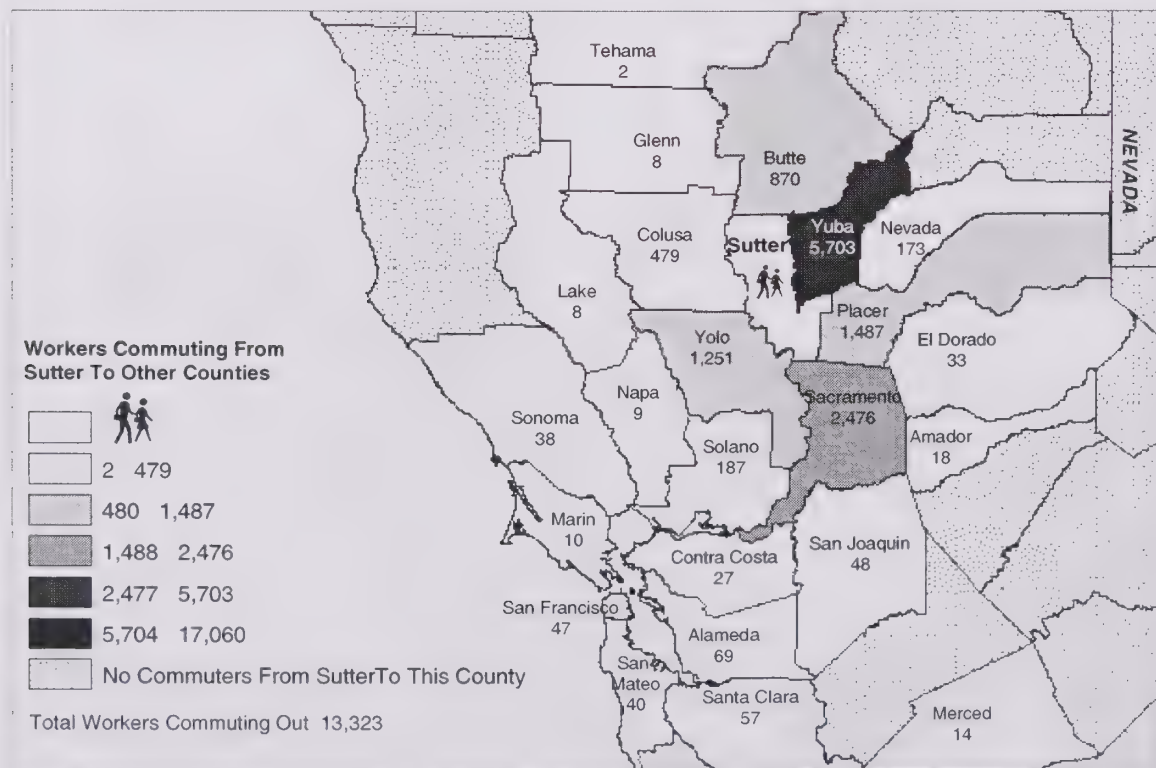 Tehama
2
Glenn
8
Butte
870
NEVADA
Colusa
479
Sutter
Yuba
5,703
Nevada
173
Lake
8
Placer
1,487
Yolo
1,251
El Dorado
33
Workers Commuting From
Sutter To Other Counties
Napa
9
Sacramento
2,476
Sonoma
38
Solano
187
Amador
18
2 479
480 1,487
1,488 2,476
2,477 5,703
5,704 17,060
No Commuters From SutterTo This County
Total Workers Commuting Out 13,323
Marin
10
Contra Costa
27
San Joaquin
48
San Francisco
47
Alameda
69
San
Mateo
40
Santa Clara
57
Merced
14